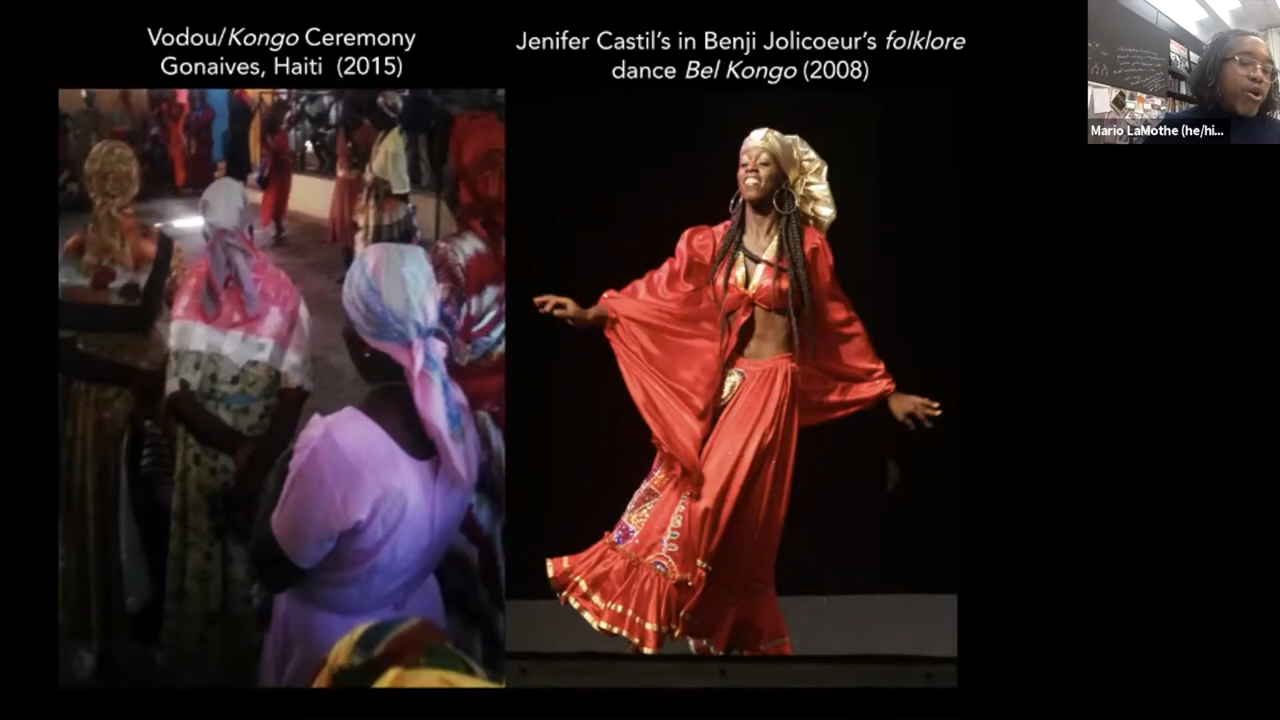 Vodou/Kongo Ceremony
Gonaives, Haiti (2015)
Jenifer Castil’s in Benji Jolicoeur’s folklore
dance Bel Kongo (2008)
Mario LaMothe (he/hi...